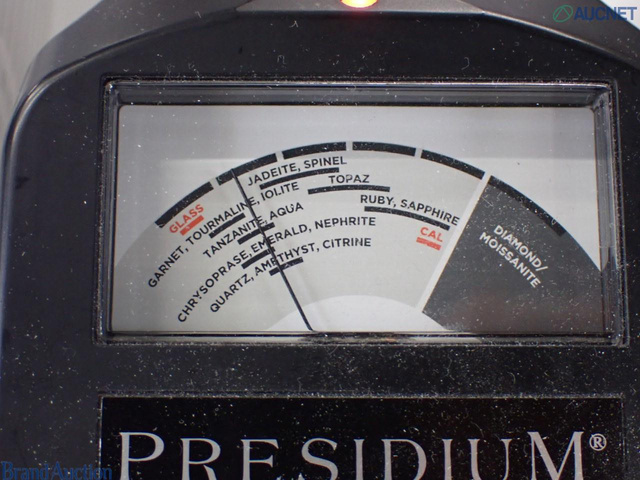 AUCNET
JADEITE, SPINEL
TOPAZ
GLASS
GARNET, TOURMALINE, IOLITE
RUBY, SAPPHIRE
TANZANITE, AQUA
CAL
CHRYSOPRASE, EMERALD, NEPHRITE
QUARTZ, AMETHYST, CITRINE
DIAMOND/
MOISSANITE
PRESIDIUM®
Brand Auction